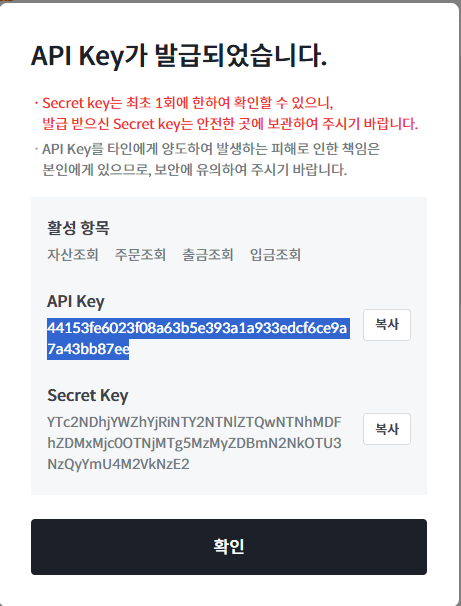 API Key가 발급되었습니다.
· Secret key는 최초 1회에 한하여 확인할 수 있으니,
발급 받으신 Secret key는 안전한 곳에 보관하여 주시기 바랍니다.
· API Key를 타인에게 양도하여 발생하는 피해로 인한 책임은
본인에게 있으므로, 보안에 유의하여 주시기 바랍니다.
활성 항목
자산조회 주문조회 출금조회 입금조회
API Key
44153fe6023f08a63b5e393a1a933edcf6ce9a
7a43bb87ee
복사
Secret Key
YTc2NDhjYWZhYjRiNTY2NTNlZTQwNTNhMDF
hZDMxMjc0OTNjMTg5MzMyZDBmN2NkOTU3
NzQyYmU4M2VkNzE2
복사
확인